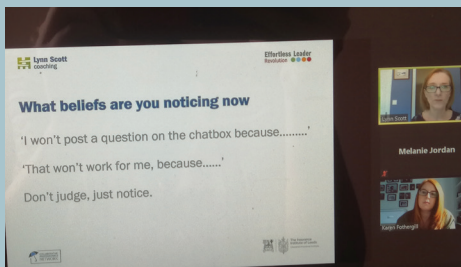 Lynn Scott
coaching
Effortless Leader
Revolution
What beliefs are you noticing now
'I won't post a question on the chatbox because.........'
'That won't work for me, because......'
Don't judge, just notice.
Lynn Scott
Melanie Jordan
Karen Fothergill